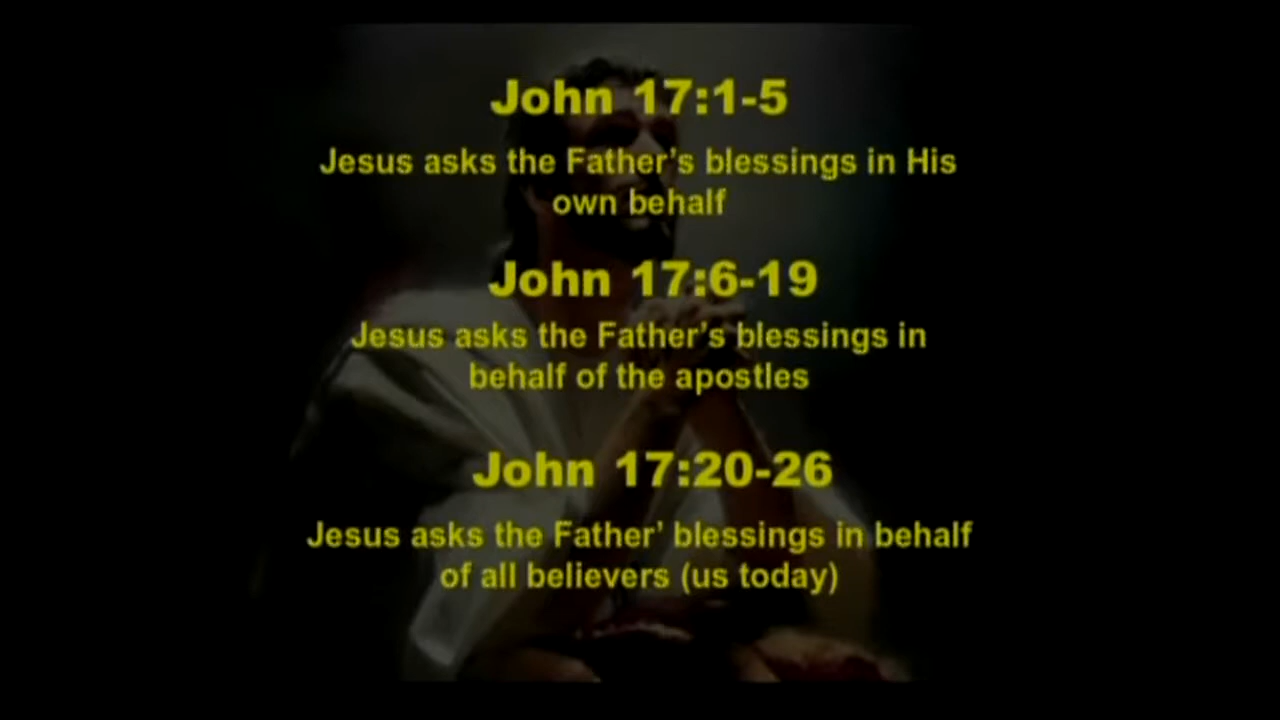 John 17:1-5
Jesus asks the Father's blessings in His
own behalf
John 17:6-19
Jesus asks the Father's blessings in
behalf of the apostles
John 17:20-26
Jesus asks the Father' blessings in behalf
of all believers (us today)